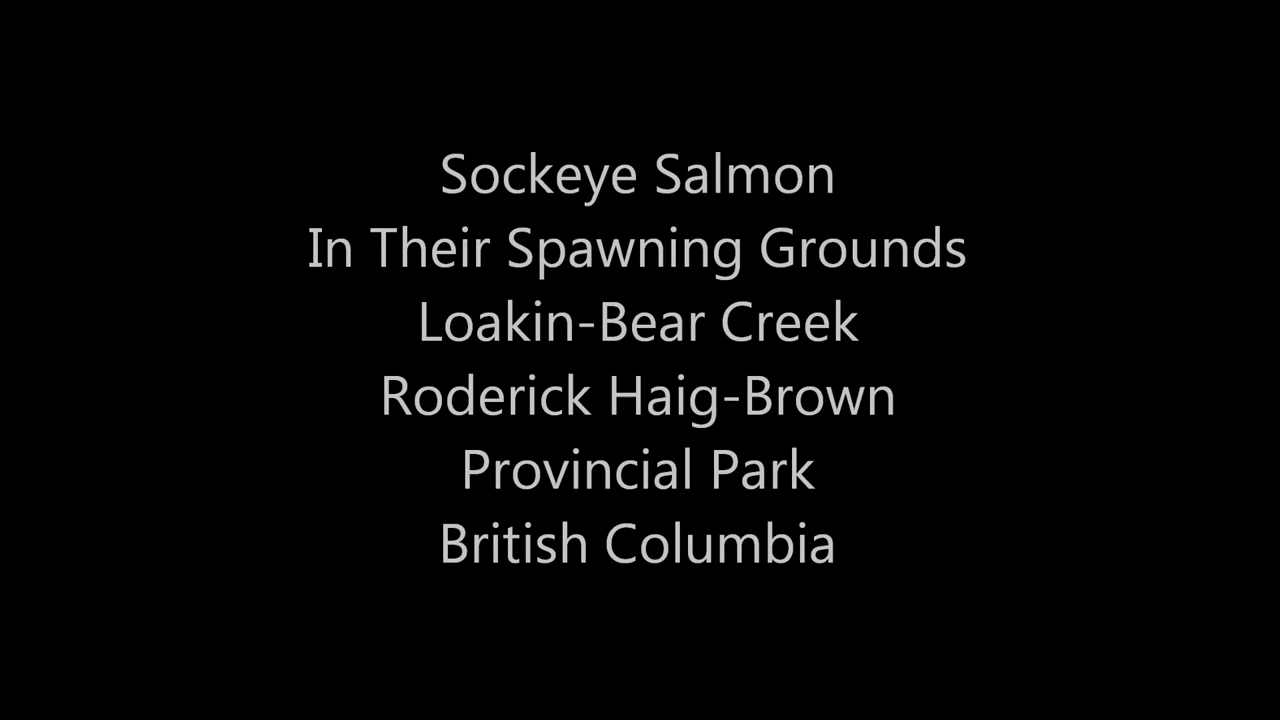 Sockeye Salmon
In Their Spawning Grounds
Loakin-Bear Creek
Roderick Haig-Brown
Provincial Park
British Columbia